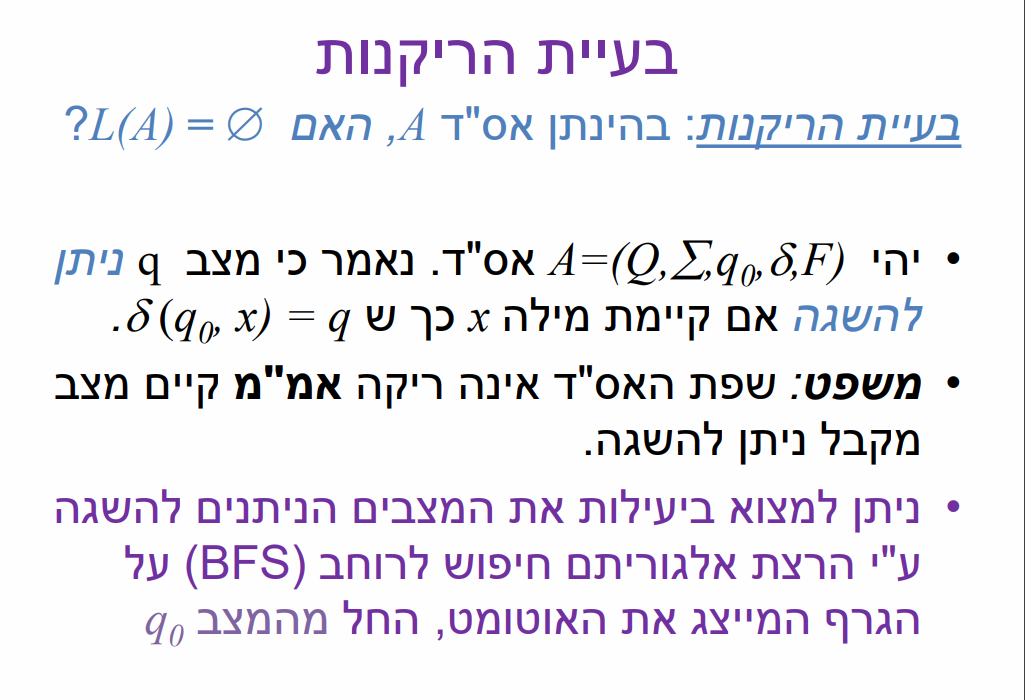 בעיית הריקנות
בעיית הריקנות: בהינתן אס"ד A, האם L(A) = ∅?
• יהי A=(Q,∑,q₀,δ,F) אס"ד. נאמר כי מצב q ניתן
להשגה אם קיימת מילה x כך ש δ(q₀, x) = q.
• משפט: שפת האס"ד אינה ריקה אמ"מ קיים מצב
מקבל ניתן להשגה.
• ניתן למצוא ביעילות את המצבים הניתנים להשגה
ע"י הרצת אלגוריתם חיפוש לרוחב (BFS) על
הגרף המייצג את האוטומט, החל מהמצב q₀